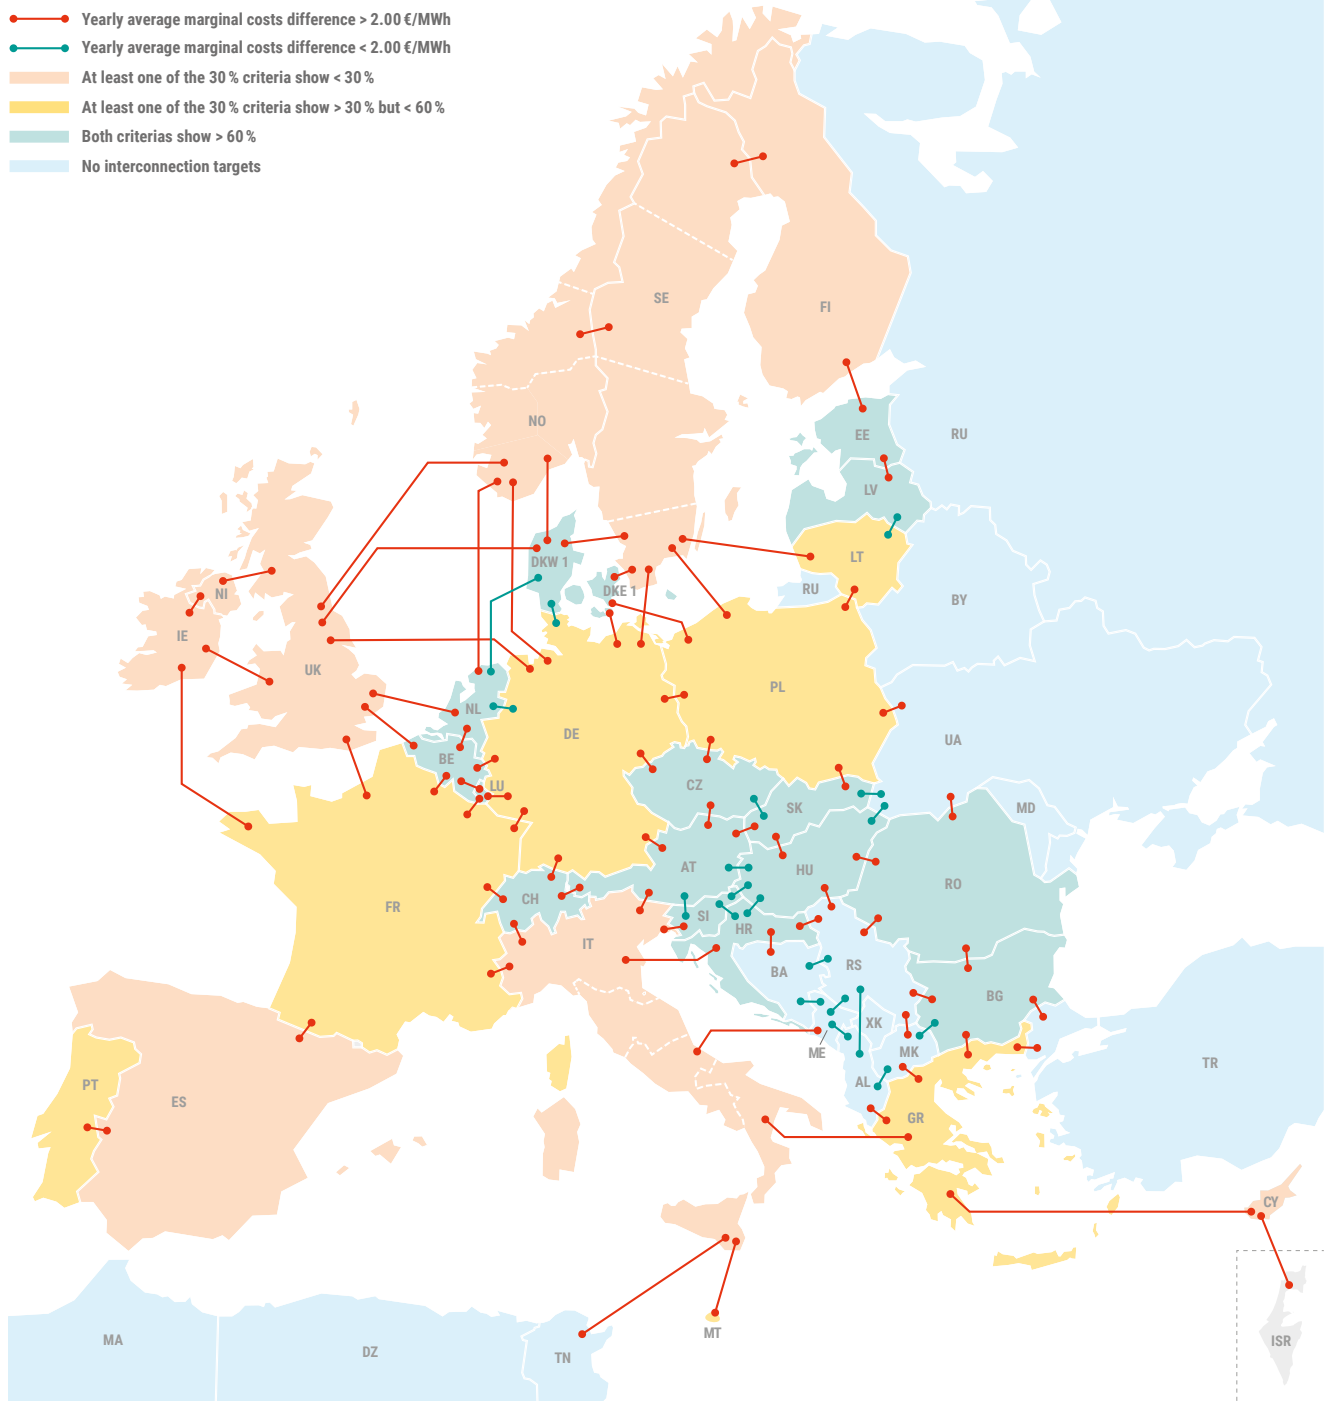 Yearly average marginal costs difference > 2.00 €/MWh
Yearly average marginal costs difference < 2.00 €/MWh
At least one of the 30 % criteria show < 30 %
At least one of the 30 % criteria show > 30 % but < 60 %
Both criterias show > 60 %
No interconnection targets
SE
FI
NO
EE
RU
LV
DKW 1
LT
DKE 1
RU
NI
BY
IE
UK
PL
NL
DE
UA
BE
LU
CZ
SK
MD
AT
HU
CH
RO
FR
SI
HR
IT
BA
RS
BG
XK
ME
MK
TR
AL
PT
ES
GR
CY
MT
MA
DZ
TN
ISR